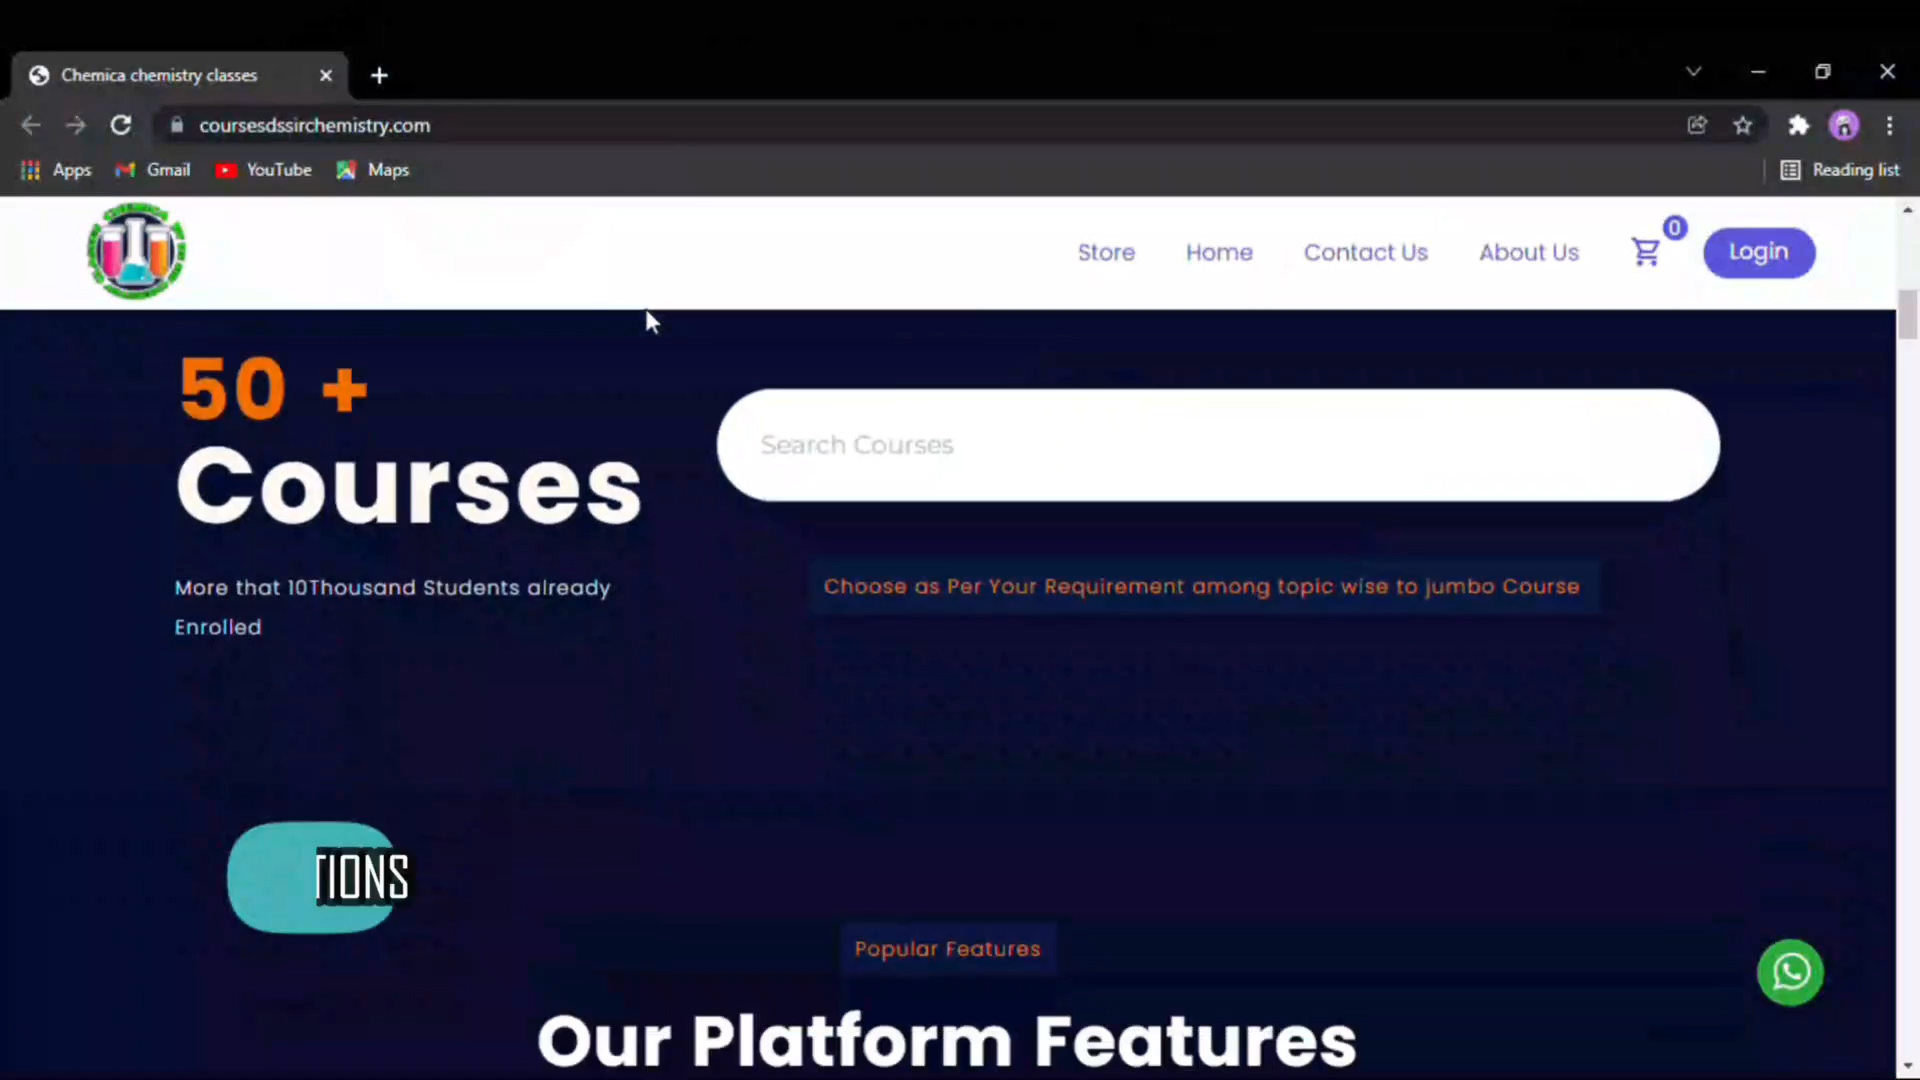 Chemica chemistry classes
coursesdssirchemistry.com
Apps Gmail YouTube Maps Reading list
Store Home Contact Us About Us 0 Login
50 +
Courses
Search Courses
More that 10Thousand Students already
Enrolled
Choose as Per Your Requirement among topic wise to jumbo Course
TIONS
Popular Features
Our Platform Features